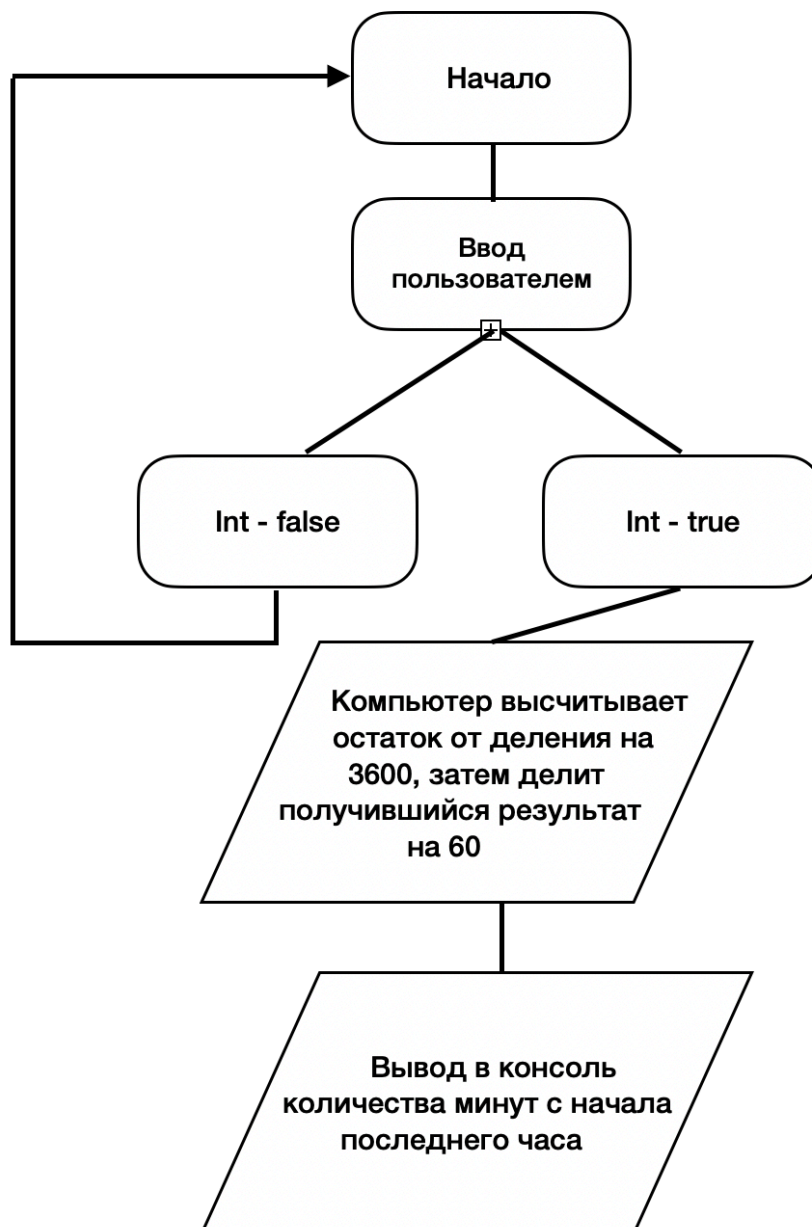 Начало
Ввод
пользователем
Int - false
Int - true
Компьютер высчитывает
остаток от деления на
3600, затем делит
получившийся результат
на 60
Вывод в консоль
количества минут с начала
последнего часа